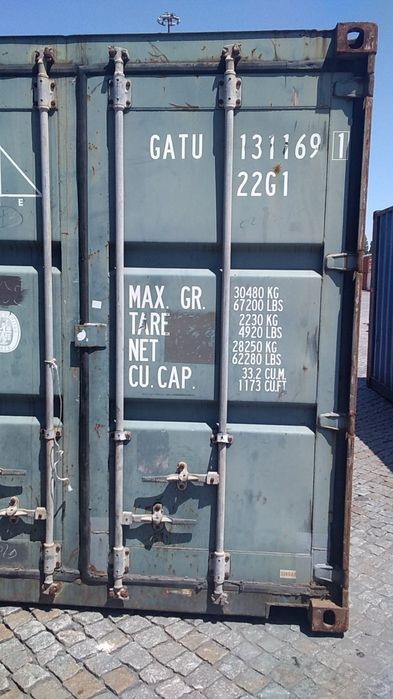 GATU 131169 1
22G1
E
MAX. GR. 30480 KG
67200 LBS
TARE 2230 KG
4920 LBS
NET 28250 KG
62280 LBS
CU. CAP. 33.2 CU.M.
1173 CU.FT